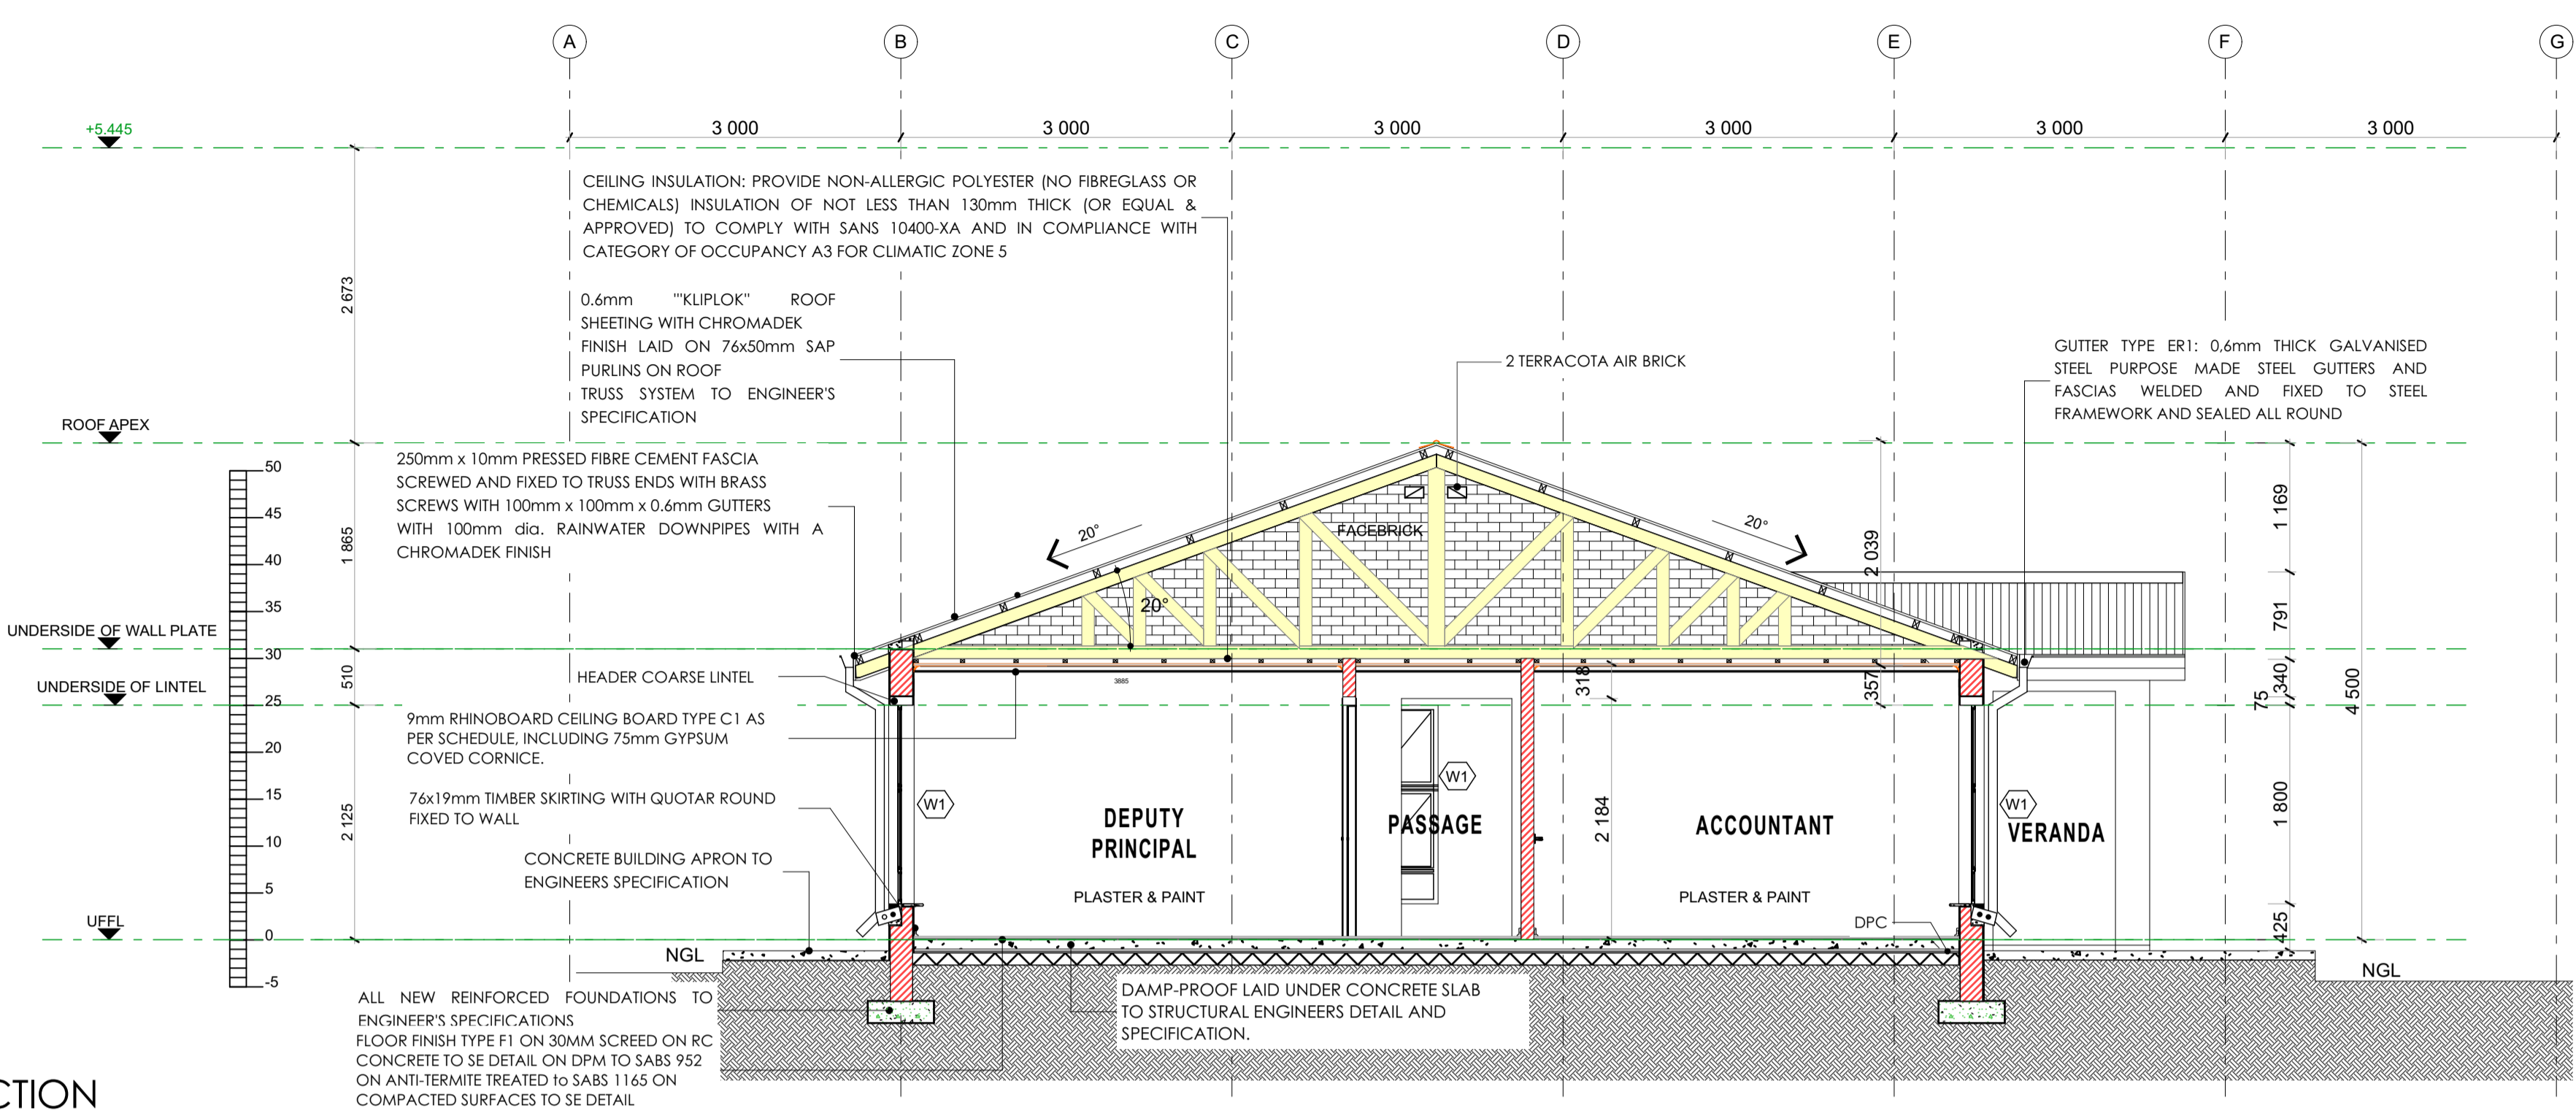 A
B
C
D
E
F
G
3 000
3 000
3 000
3 000
3 000
3 000
+5.445
CEILING INSULATION: PROVIDE NON-ALLERGIC POLYESTER (NO FIBREGLASS OR
CHEMICALS) INSULATION OF NOT LESS THAN 130mm THICK (OR EQUAL &
APPROVED) TO COMPLY WITH SANS 10400-XA AND IN COMPLIANCE WITH
CATEGORY OF OCCUPANCY A3 FOR CLIMATIC ZONE 5
2 673
0.6mm '"KLIPLOK" ROOF
SHEETING WITH CHROMADEK
FINISH LAID ON 76x50mm SAP
PURLINS ON ROOF
TRUSS SYSTEM TO ENGINEER'S
SPECIFICATION
2 TERRACOTA AIR BRICK
GUTTER TYPE ER1: 0,6mm THICK GALVANISED
STEEL PURPOSE MADE STEEL GUTTERS AND
FASCIAS WELDED AND FIXED TO STEEL
FRAMEWORK AND SEALED ALL ROUND
ROOF APEX
250mm x 10mm PRESSED FIBRE CEMENT FASCIA
SCREWED AND FIXED TO TRUSS ENDS WITH BRASS
SCREWS WITH 100mm x 100mm x 0.6mm GUTTERS
WITH 100mm dia. RAINWATER DOWNPIPES WITH A
CHROMADEK FINISH
50
45
40
35
30
25
20
15
10
5
0
-5
1 865
510
2 125
20°
20°
20°
FACEBRICK
2 039
357
318
2 184
1 169
791
340
75
1 800
425
4 500
UNDERSIDE OF WALL PLATE
UNDERSIDE OF LINTEL
HEADER COARSE LINTEL
3885
9mm RHINOBOARD CEILING BOARD TYPE C1 AS
PER SCHEDULE, INCLUDING 75mm GYPSUM
COVED CORNICE.
76x19mm TIMBER SKIRTING WITH QUOTAR ROUND
FIXED TO WALL
W1
W1
W1
DEPUTY
PRINCIPAL
PASSAGE
ACCOUNTANT
VERANDA
CONCRETE BUILDING APRON TO
ENGINEERS SPECIFICATION
PLASTER & PAINT
PLASTER & PAINT
DPC
UFFL
NGL
NGL
ALL NEW REINFORCED FOUNDATIONS TO
ENGINEER'S SPECIFICATIONS
FLOOR FINISH TYPE F1 ON 30MM SCREED ON RC
CONCRETE TO SE DETAIL ON DPM TO SABS 952
ON ANTI-TERMITE TREATED to SABS 1165 ON
COMPACTED SURFACES TO SE DETAIL
DAMP-PROOF LAID UNDER CONCRETE SLAB
TO STRUCTURAL ENGINEERS DETAIL AND
SPECIFICATION.
CTION